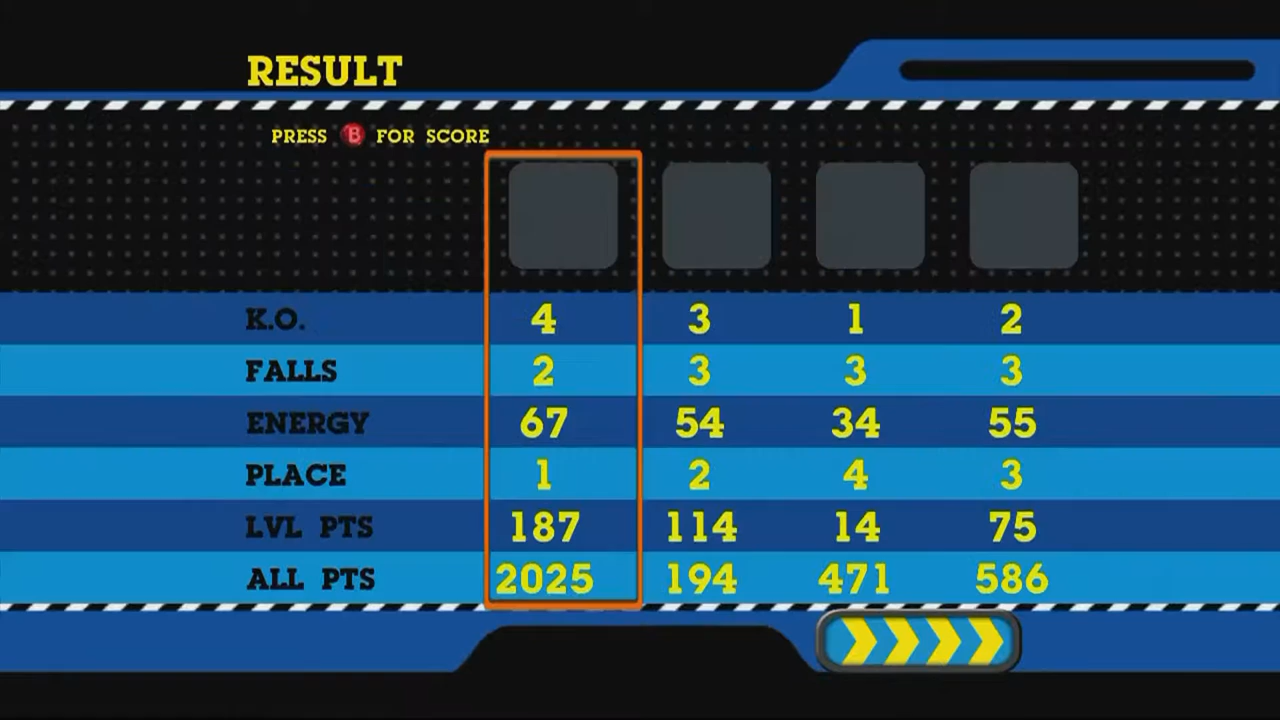 RESULT
PRESS B FOR SCORE
K.O. 4 3 1 2
FALLS 2 3 3 3
ENERGY 67 54 34 55
PLACE 1 2 4 3
LVL PTS 187 114 14 75
ALL PTS 2025 194 471 586